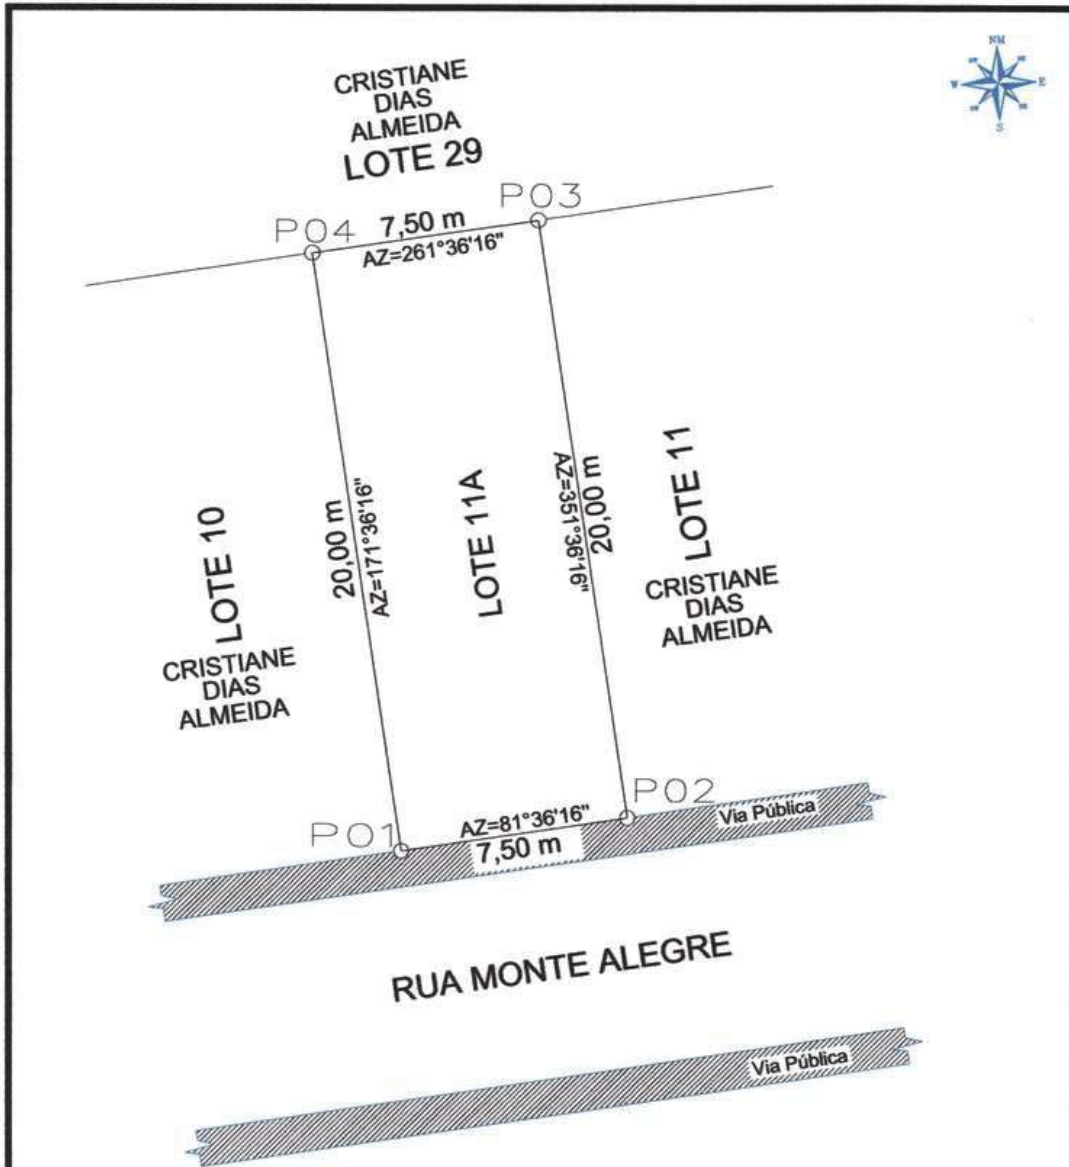 CRISTIANE
DIAS
ALMEIDA
LOTE 29
NM
W
E
S
P04
7,50 m
P03
AZ=261°36'16"
LOTE 10
CRISTIANE
DIAS
ALMEIDA
20,00 m
AZ=171°36'16"
LOTE 11A
AZ=351°36'16"
20,00 m
LOTE 11
CRISTIANE
DIAS
ALMEIDA
P01
AZ=81°36'16"
7,50 m
P02
Via Pública
RUA MONTE ALEGRE
Via Pública